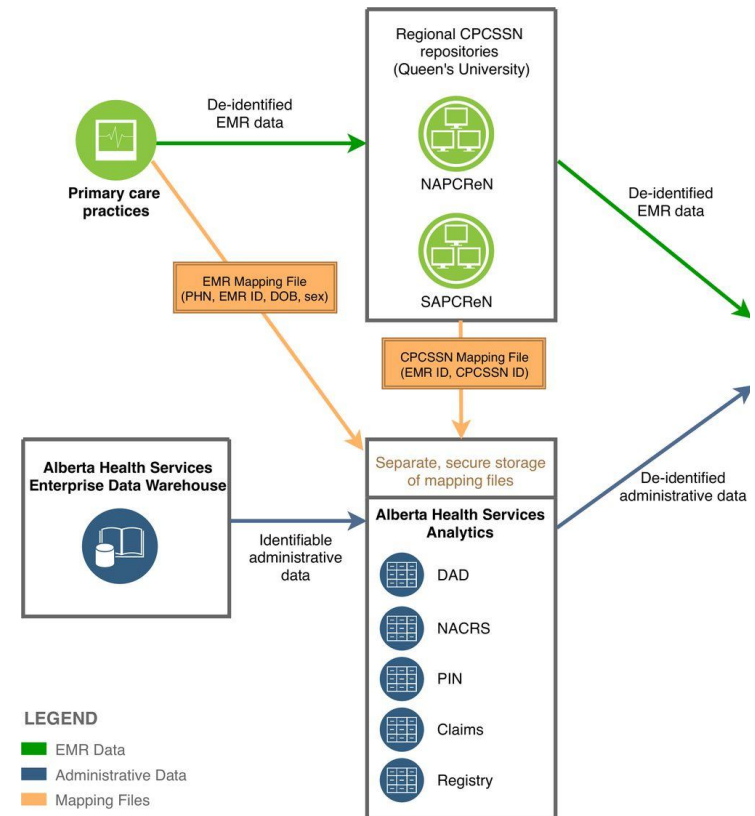 Regional CPCSSN
repositories
(Queen's University)
NAPCReN
SAPCReN
De-identified
EMR data
Primary care
practices
De-identified
EMR data
EMR Mapping File
(PHN, EMR ID, DOB, sex)
CPCSSN Mapping File
(EMR ID, CPCSSN ID)
Alberta Health Services
Enterprise Data Warehouse
Identifiable
administrative
data
Separate, secure storage
of mapping files
Alberta Health Services
Analytics
DAD
NACRS
PIN
Claims
Registry
De-identified
administrative data
LEGEND
EMR Data
Administrative Data
Mapping Files